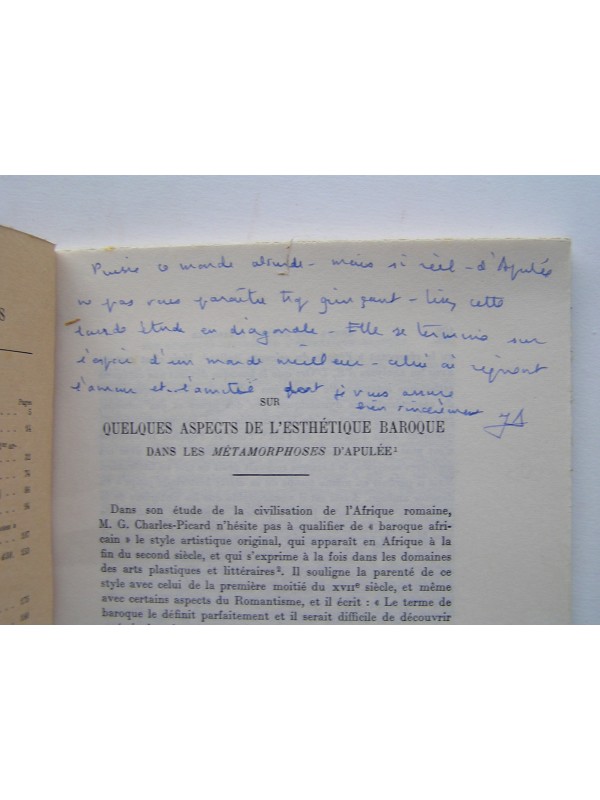 Puisse ce monde absurde - mais si réel - d'Apulée
ne pas vous paraître trop grinçant - lisez cette
lourde étude en diagonale - Elle se termine sur
l'espoir d'un monde meilleur - celui où règnent
l'amour et l'amitié dont je vous assure
bien sincèrement JA
S
Pages
5
15
SUR
QUELQUES ASPECTS DE L'ESTHÉTIQUE BAROQUE
DANS LES MÉTAMORPHOSES D'APULÉE¹
Dans son étude de la civilisation de l'Afrique romaine,
M. G. Charles-Picard n'hésite pas à qualifier de « baroque afri-
cain » le style artistique original, qui apparaît en Afrique à la
fin du second siècle, et qui s'exprime à la fois dans les domaines
des arts plastiques et littéraires². Il souligne la parenté de ce
style avec celui de la première moitié du XVIIe siècle, et même
avec certains aspects du Romantisme, et il écrit : « Le terme de
baroque le définit parfaitement et il serait difficile de découvrir